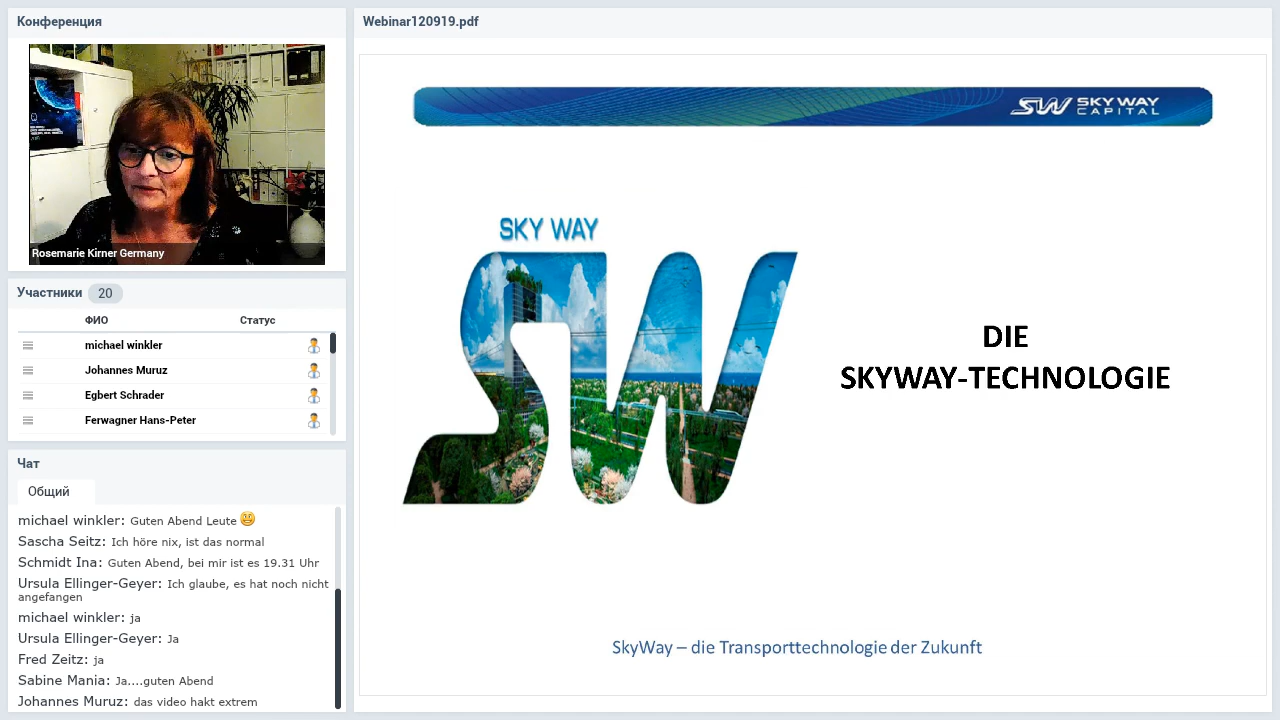 Конференция
Rosemarie Kirner Germany
Участники 20
ФИО Статус
michael winkler
Johannes Muruz
Egbert Schrader
Ferwagner Hans-Peter
Чат
Общий
michael winkler: Guten Abend Leute
Sascha Seitz: Ich höre nix, ist das normal
Schmidt Ina: Guten Abend, bei mir ist es 19.31 Uhr
Ursula Ellinger-Geyer: Ich glaube, es hat noch nicht
angefangen
michael winkler: ja
Ursula Ellinger-Geyer: Ja
Fred Zeitz: ja
Sabine Mania: Ja....guten Abend
Johannes Muruz: das video hakt extrem
Webinar120919.pdf
SW SKY WAY
CAPITAL
SKY WAY
SW
DIE
SKYWAY-TECHNOLOGIE
SkyWay – die Transporttechnologie der Zukunft